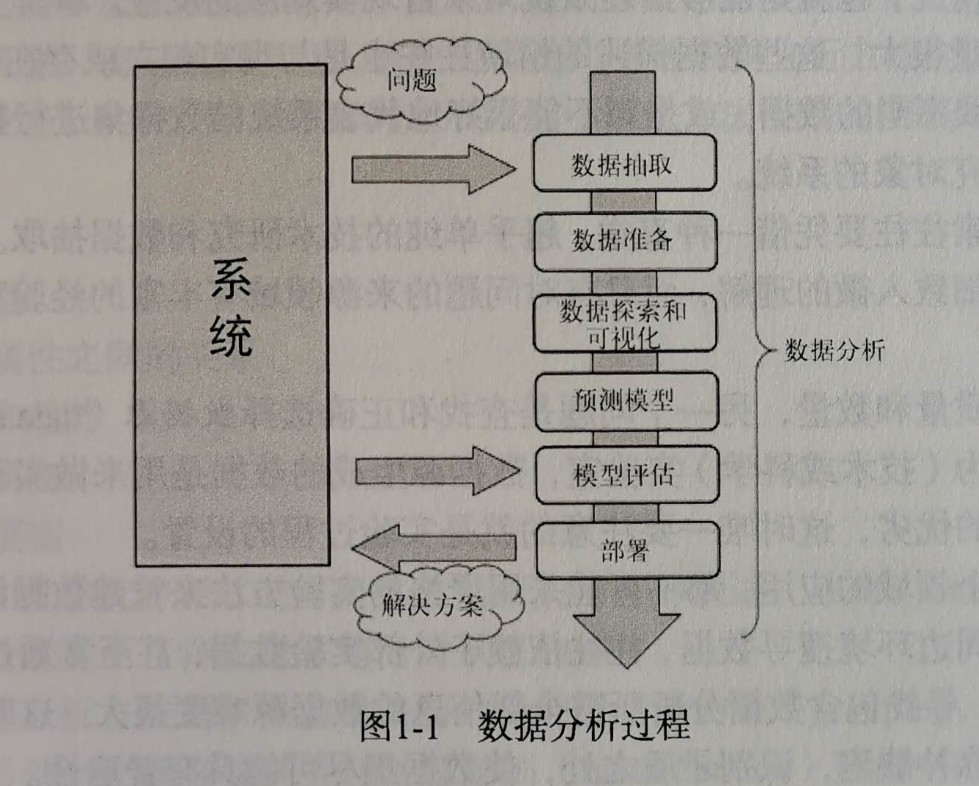 问题
系
统
数据抽取
数据准备
数据探索和
可视化
预测模型
模型评估
部署
数据分析
解决方案
图1-1 数据分析过程